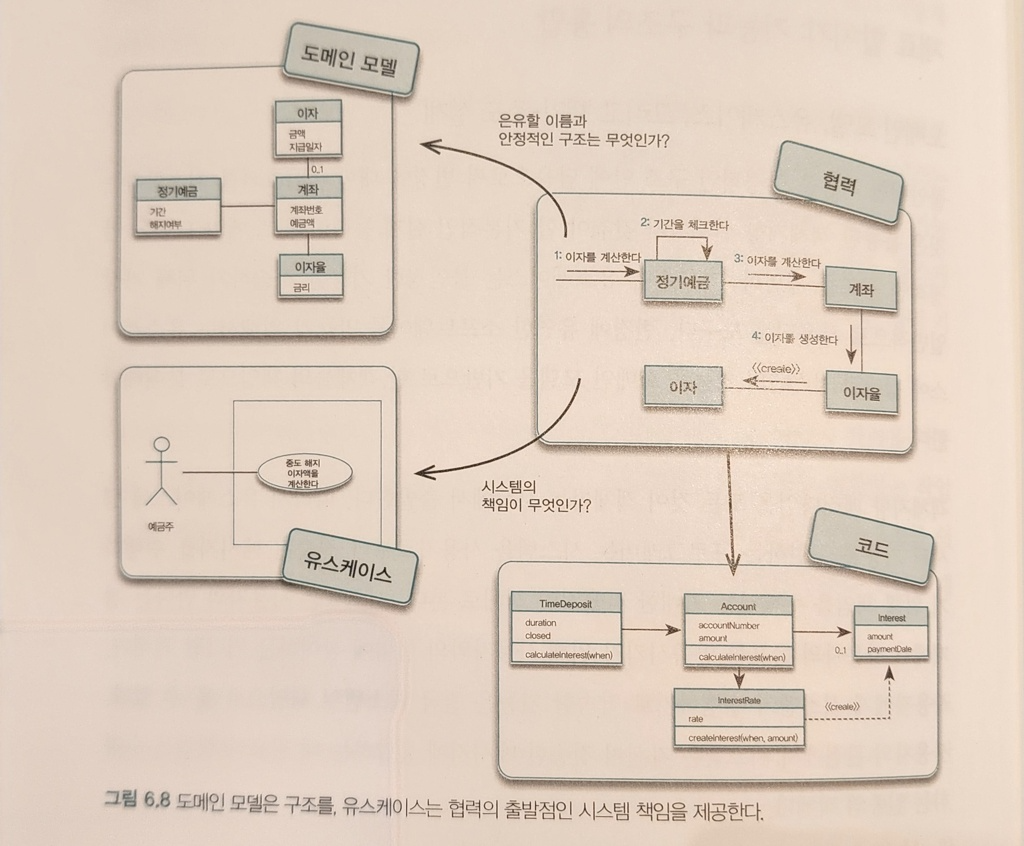 도메인 모델
이자
금액
지급일자
0..1
정기예금
기간
해지여부
계좌
계좌번호
예금액
이자율
금리
은유할 이름과
안정적인 구조는 무엇인가?
협력
1: 이자를 계산한다
2: 기간을 체크한다
정기예금
3: 이자를 계산한다
계좌
4: 이자를 생성한다
이자
<<create>>
이자율
예금주
중도 해지
이자액을
계산한다
유스케이스
시스템의
책임이 무엇인가?
코드
TimeDeposit
duration
closed
calculateInterest(when)
Account
accountNumber
amount
calculateInterest(when)
0..1
Interest
amount
paymentDate
InterestRate
rate
createInterest(when, amount)
<<create>>
그림 6.8 도메인 모델은 구조를, 유스케이스는 협력의 출발점인 시스템 책임을 제공한다.